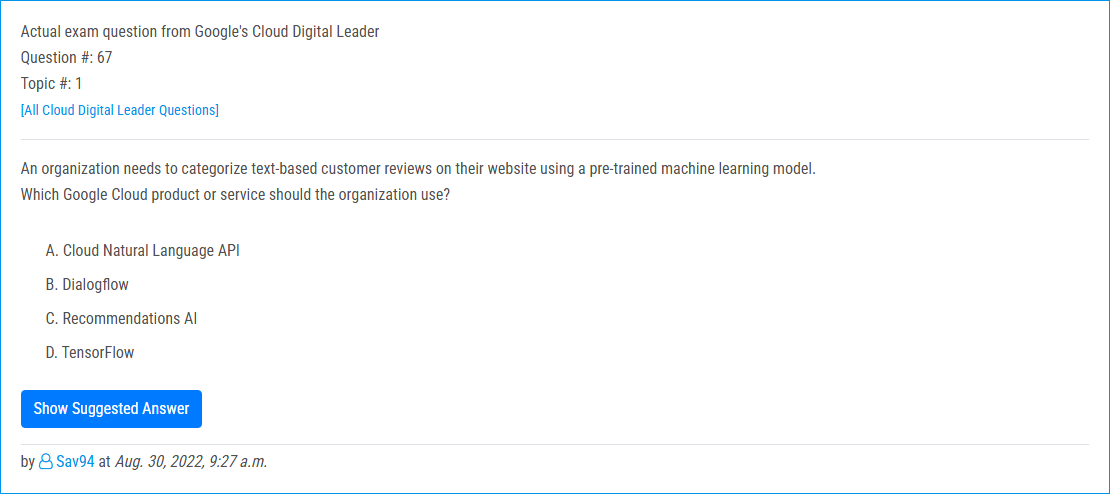 Actual exam question from Google's Cloud Digital Leader
Question #: 67
Topic #: 1
[All Cloud Digital Leader Questions]
An organization needs to categorize text-based customer reviews on their website using a pre-trained machine learning model.
Which Google Cloud product or service should the organization use?
A. Cloud Natural Language API
B. Dialogflow
C. Recommendations AI
D. TensorFlow
Show Suggested Answer
by Sav94 at Aug. 30, 2022, 9:27 a.m.